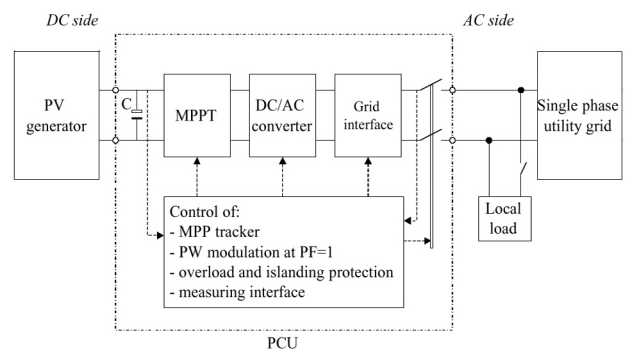 DC side
AC side
PV
generator
C
MPPT
DC/AC
converter
Grid
interface
Single phase
utility grid
Local
load
Control of:
- MPP tracker
- PW modulation at PF=1
- overload and islanding protection
- measuring interface
PCU